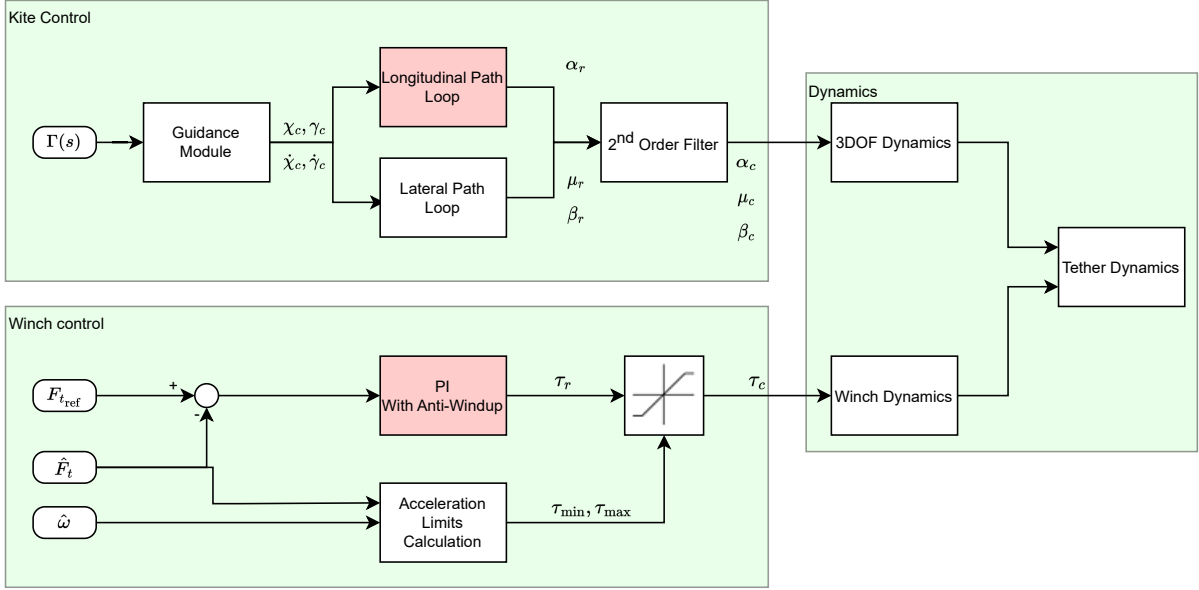 Kite Control
Γ(s)
Guidance
Module
χ_c, γ_c
χ̇_c, γ̇_c
Longitudinal Path
Loop
Lateral Path
Loop
α_r
μ_r
β_r
2^nd Order Filter
α_c
μ_c
β_c
Dynamics
3DOF Dynamics
Tether Dynamics
Winch Dynamics
Winch control
F_{t_ref}
+
-
F̂_t
ω̂
PI
With Anti-Windup
τ_r
τ_c
Acceleration
Limits
Calculation
τ_min, τ_max